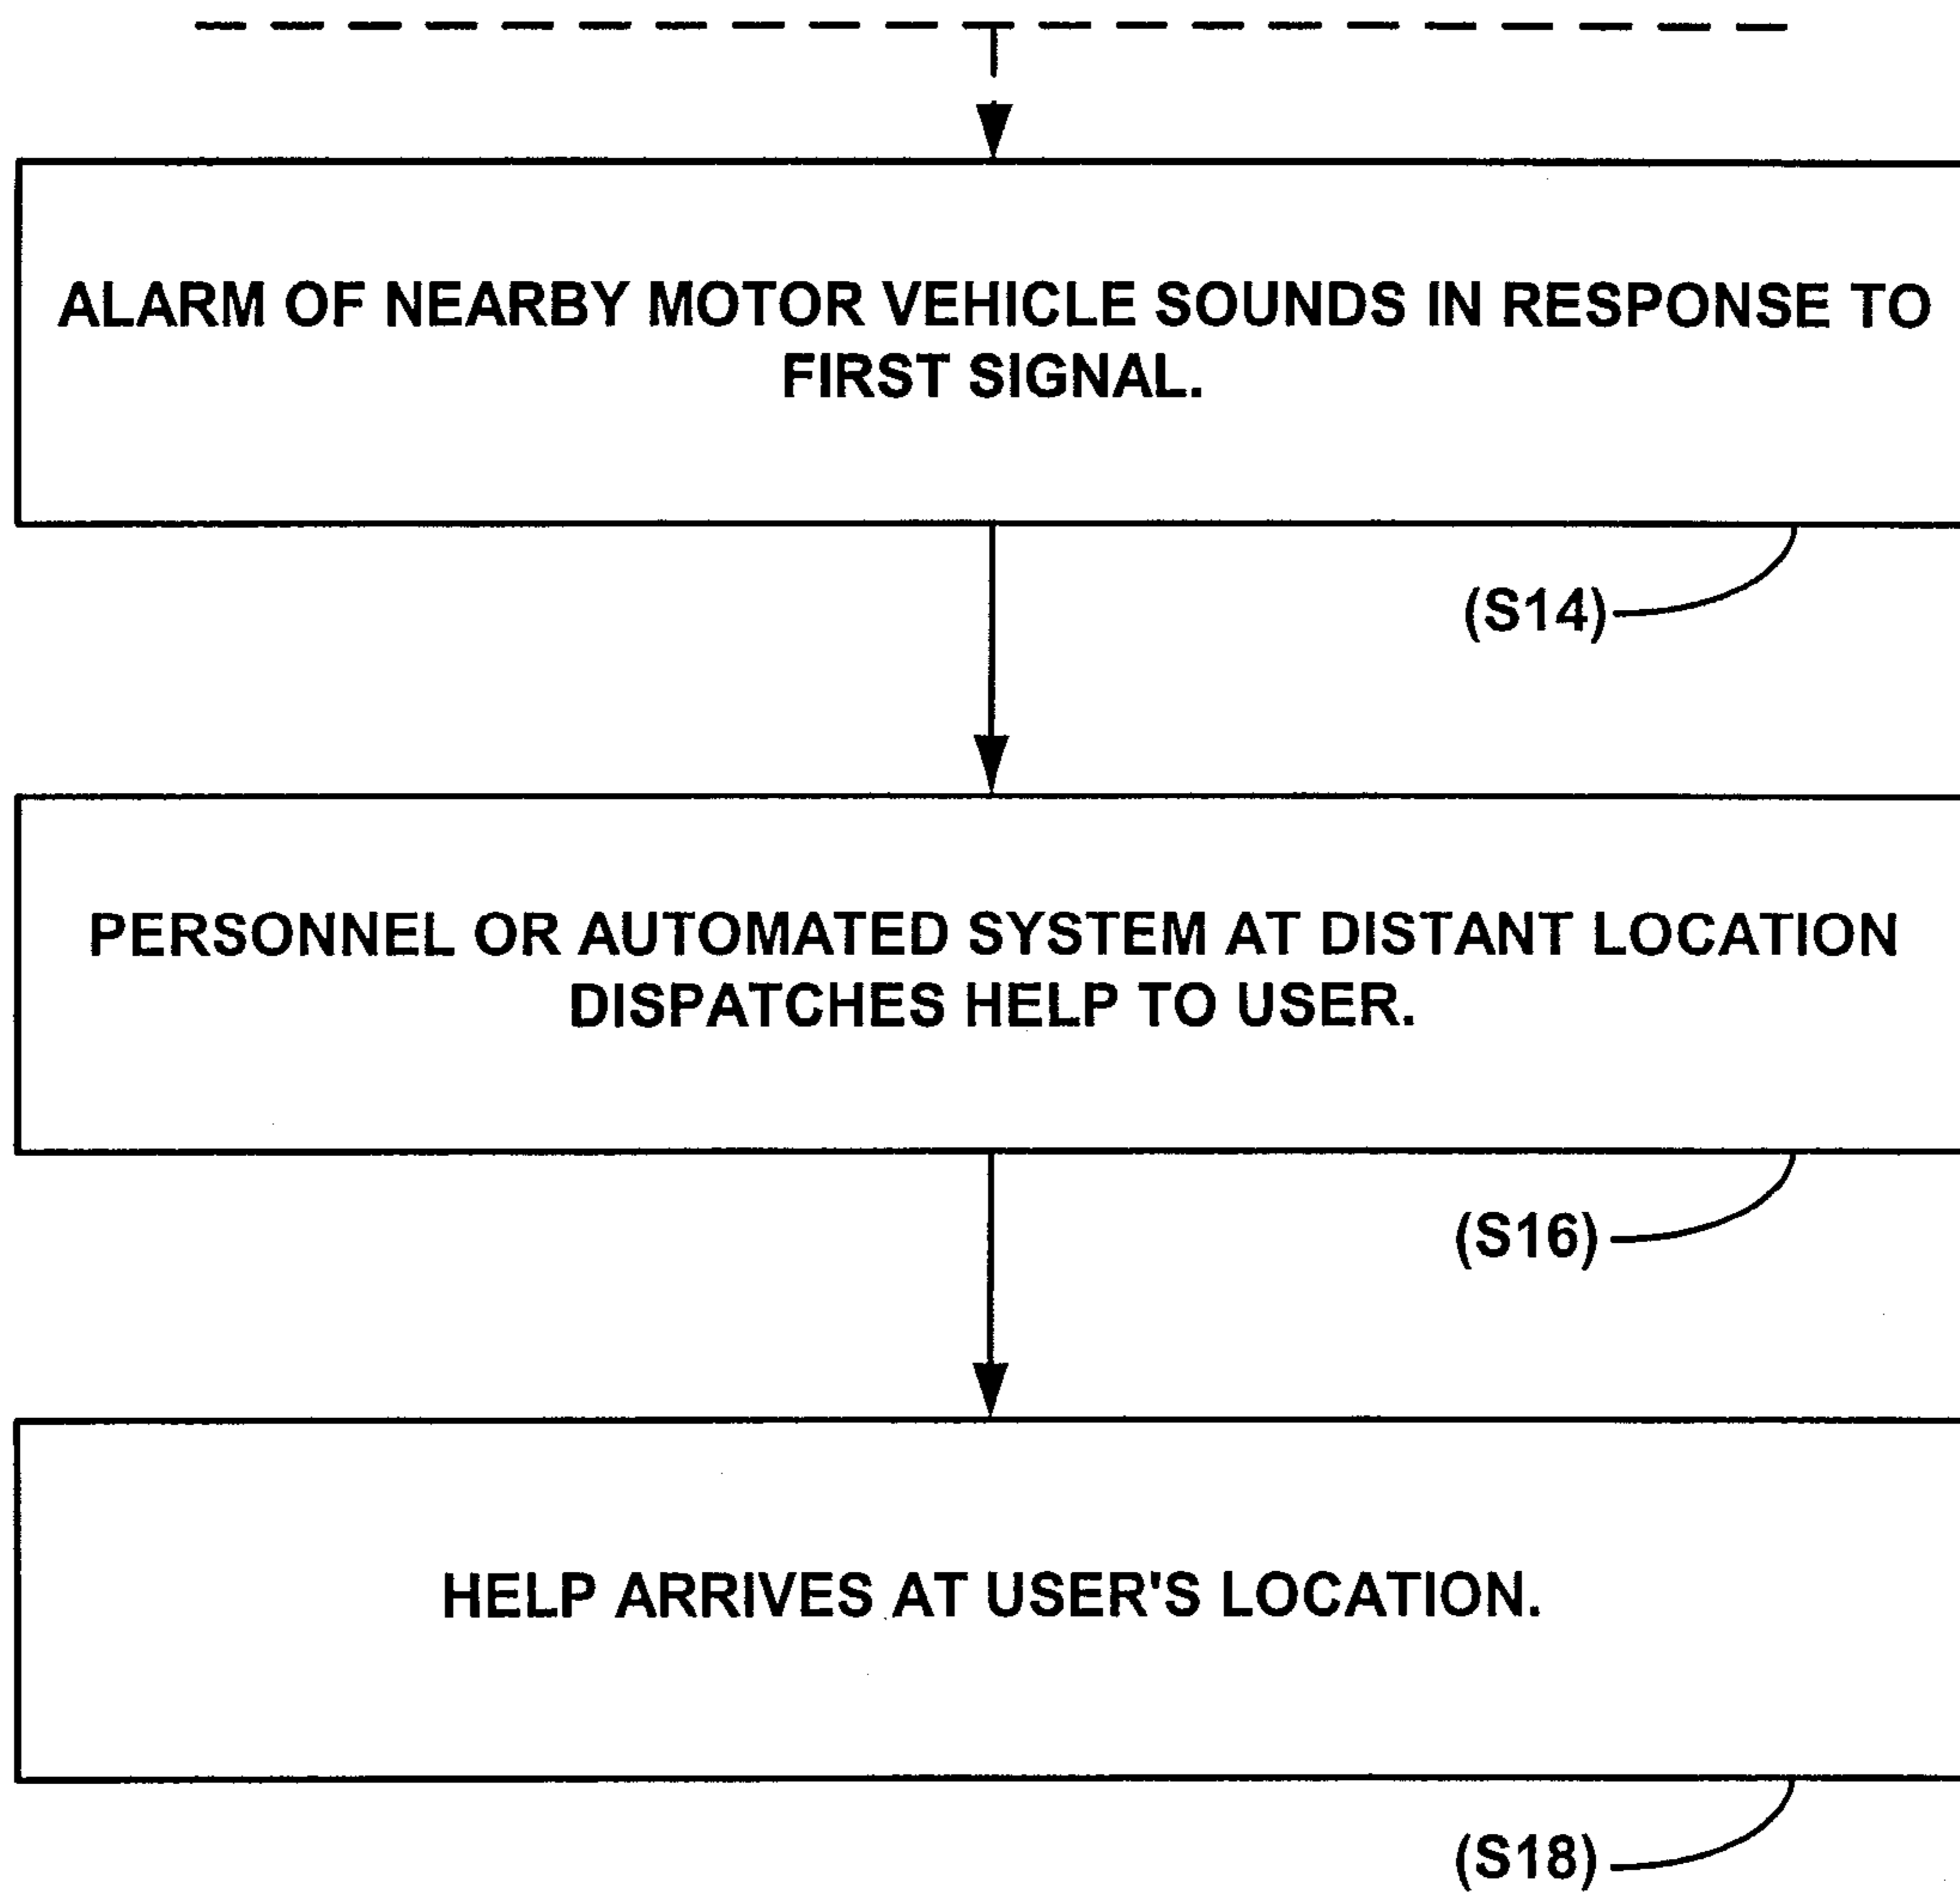 ALARM OF NEARBY MOTOR VEHICLE SOUNDS IN RESPONSE TO
FIRST SIGNAL.
(S14)
PERSONNEL OR AUTOMATED SYSTEM AT DISTANT LOCATION
DISPATCHES HELP TO USER.
(S16)
HELP ARRIVES AT USER'S LOCATION.
(S18)